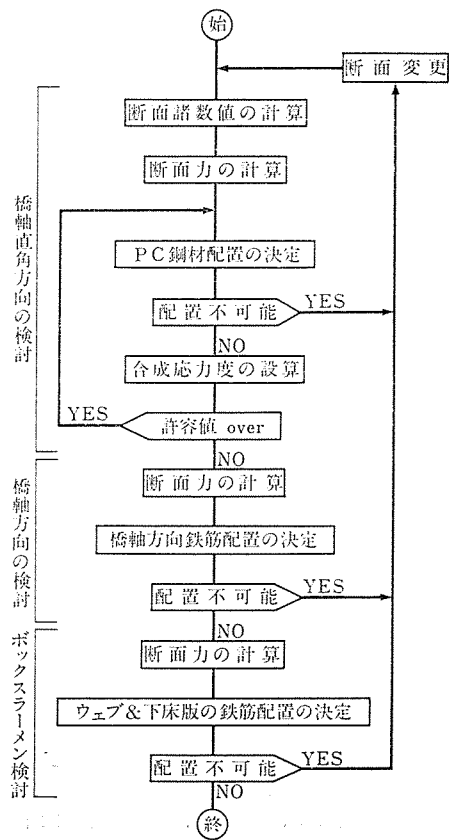 始
断面変更
断面諸数値の計算
断面力の計算
橋軸直角方向の検討
PC鋼材配置の決定
配置不可能
YES
NO
合成応力度の設算
YES
許容値 over
NO
断面力の計算
橋軸方向の検討
橋軸方向鉄筋配置の決定
配置不可能
YES
NO
断面力の計算
ボックスラーメン検討
ウェブ&下床版の鉄筋配置の決定
配置不可能
YES
NO
終